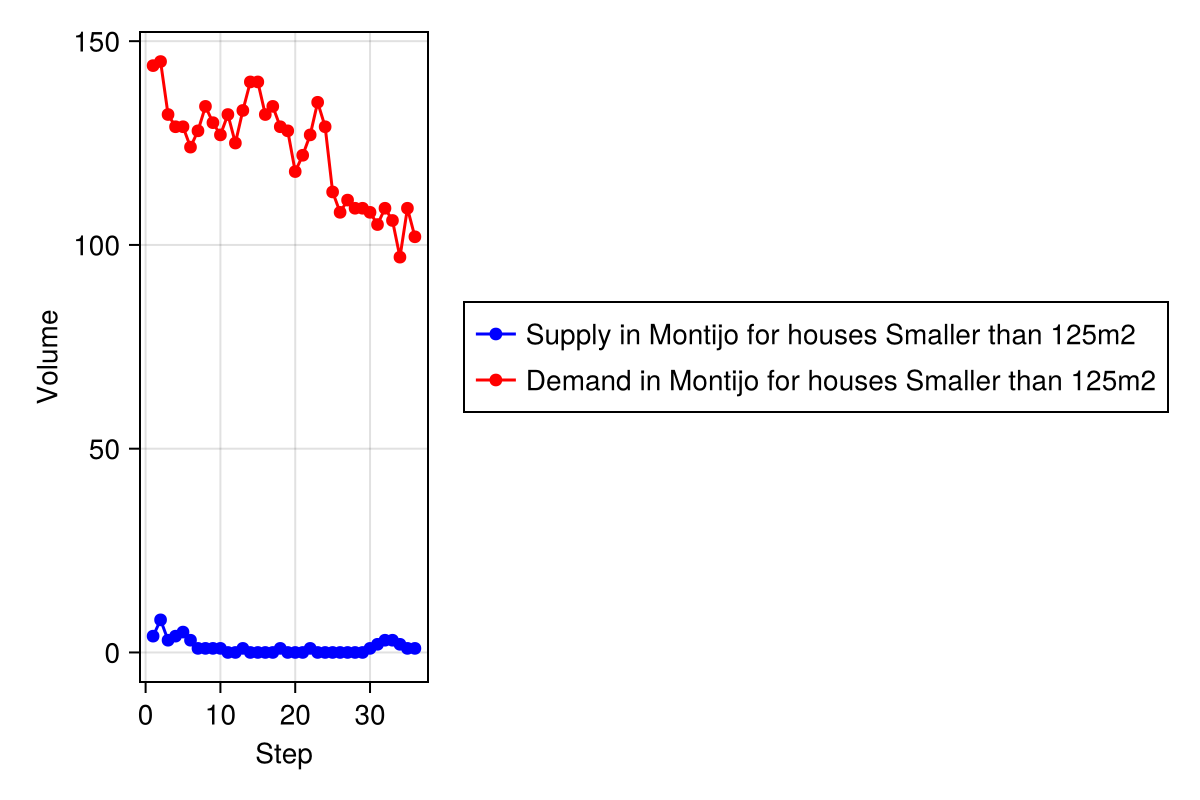 150
100
50
0
Volume
0 10 20 30
Step
Supply in Montijo for houses Smaller than 125m2
Demand in Montijo for houses Smaller than 125m2